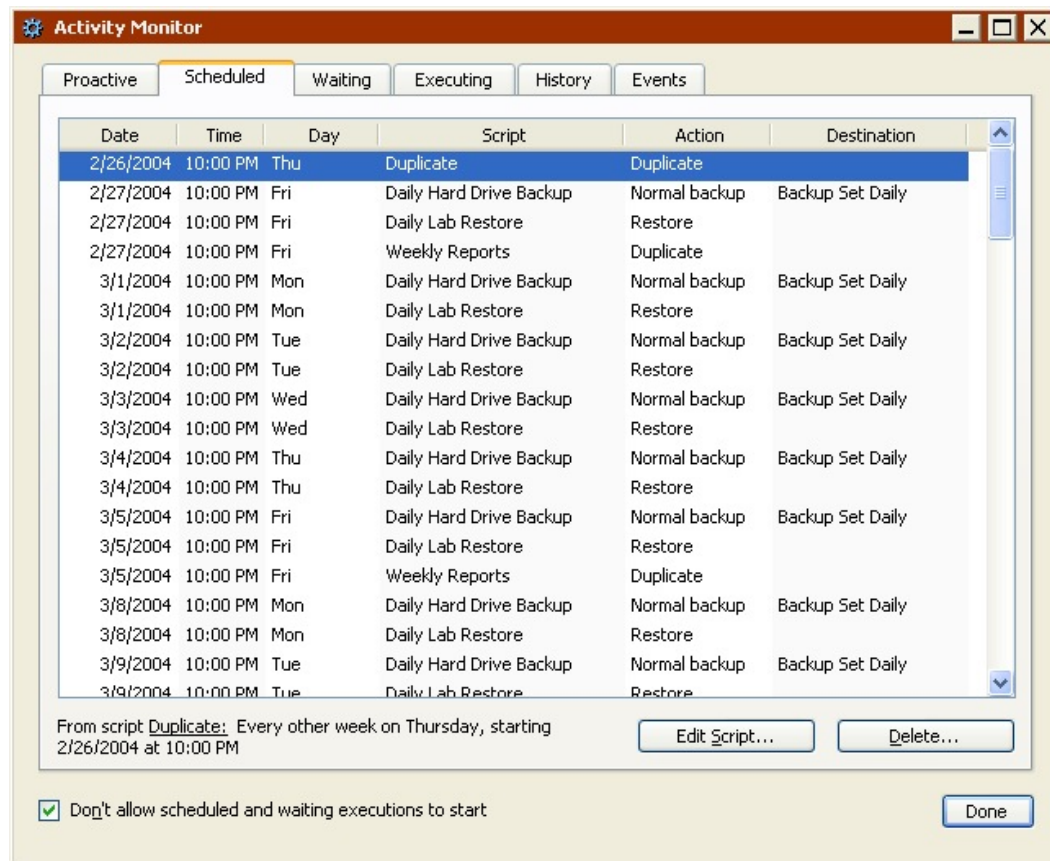 Activity Monitor
Proactive Scheduled Waiting Executing History Events
Date Time Day Script Action Destination
2/26/2004 10:00 PM Thu Duplicate Duplicate
2/27/2004 10:00 PM Fri Daily Hard Drive Backup Normal backup Backup Set Daily
2/27/2004 10:00 PM Fri Daily Lab Restore Restore
2/27/2004 10:00 PM Fri Weekly Reports Duplicate
3/1/2004 10:00 PM Mon Daily Hard Drive Backup Normal backup Backup Set Daily
3/1/2004 10:00 PM Mon Daily Lab Restore Restore
3/2/2004 10:00 PM Tue Daily Hard Drive Backup Normal backup Backup Set Daily
3/2/2004 10:00 PM Tue Daily Lab Restore Restore
3/3/2004 10:00 PM Wed Daily Hard Drive Backup Normal backup Backup Set Daily
3/3/2004 10:00 PM Wed Daily Lab Restore Restore
3/4/2004 10:00 PM Thu Daily Hard Drive Backup Normal backup Backup Set Daily
3/4/2004 10:00 PM Thu Daily Lab Restore Restore
3/5/2004 10:00 PM Fri Daily Hard Drive Backup Normal backup Backup Set Daily
3/5/2004 10:00 PM Fri Daily Lab Restore Restore
3/5/2004 10:00 PM Fri Weekly Reports Duplicate
3/8/2004 10:00 PM Mon Daily Hard Drive Backup Normal backup Backup Set Daily
3/8/2004 10:00 PM Mon Daily Lab Restore Restore
3/9/2004 10:00 PM Tue Daily Hard Drive Backup Normal backup Backup Set Daily
3/9/2004 10:00 PM Tue Daily Lab Restore Restore
From script Duplicate: Every other week on Thursday, starting
2/26/2004 at 10:00 PM
Edit Script... Delete...
Don't allow scheduled and waiting executions to start
Done